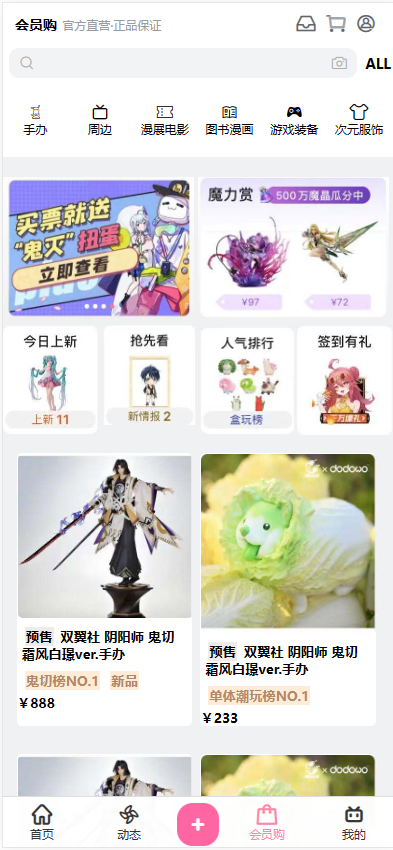 会员购 官方直营·正品保证
ALL
手办 周边 漫展电影 图书漫画 游戏装备 次元服饰
买票就送
“鬼灭”扭蛋
立即查看
魔力赏 500万魔晶瓜分中
¥97 ¥72
今日上新 抢先看 人气排行 签到有礼
上新 11 新情报 2 盒玩榜
× dodowo
预售 双翼社 阴阳师 鬼切
霜风白璟ver.手办
鬼切榜NO.1 新品
￥888
预售 双翼社 阴阳师 鬼切
霜风白璟ver.手办
单体潮玩榜NO.1
￥233
× dodowo
首页 动态 + 会员购 我的